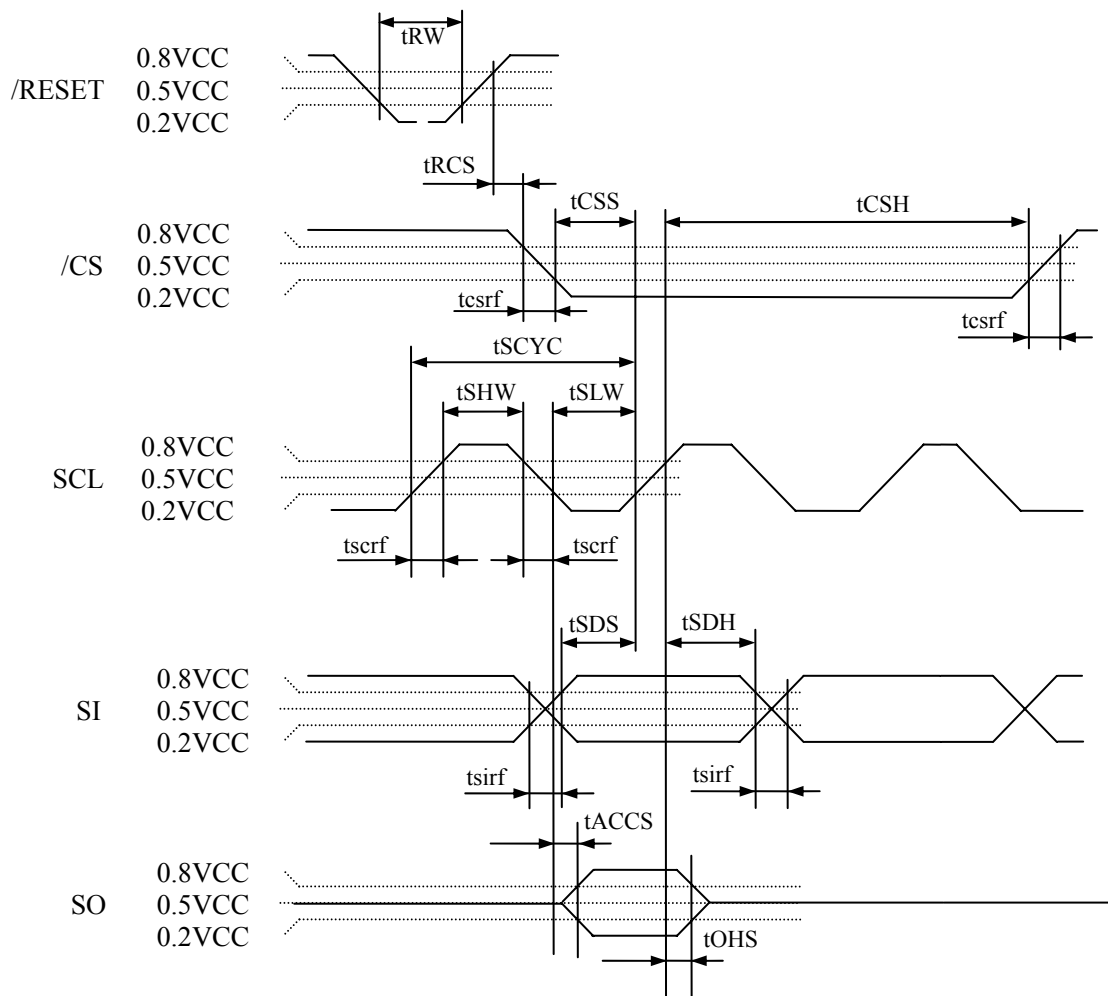 tRW
0.8VCC
/RESET 0.5VCC
0.2VCC
tRCS
tCSS tCSH
0.8VCC
/CS 0.5VCC
0.2VCC
tcsrf tcsrf
tSCYC
tSHW tSLW
0.8VCC
SCL 0.5VCC
0.2VCC
tscrf tscrf
tSDS tSDH
0.8VCC
SI 0.5VCC
0.2VCC
tsirf tsirf
tACCS
0.8VCC
SO 0.5VCC
0.2VCC
tOHS